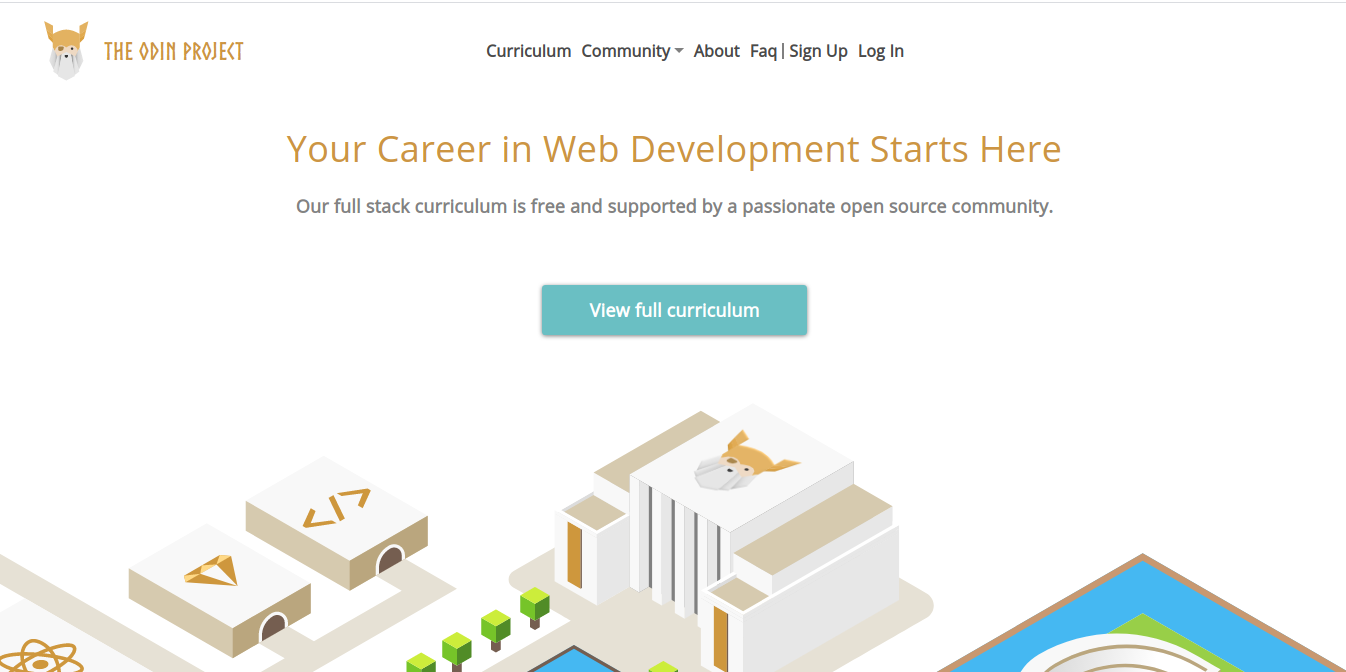 THE ODIN PROJECT
Curriculum Community About Faq | Sign Up Log In
Your Career in Web Development Starts Here
Our full stack curriculum is free and supported by a passionate open source community.
View full curriculum
</>